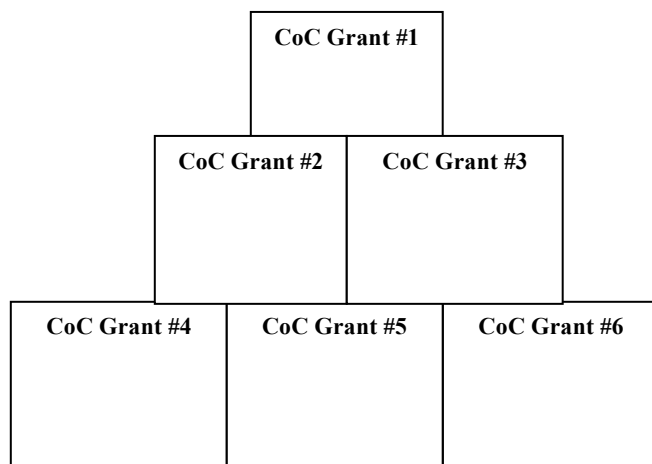 CoC Grant #1
CoC Grant #2
CoC Grant #3
CoC Grant #4
CoC Grant #5
CoC Grant #6